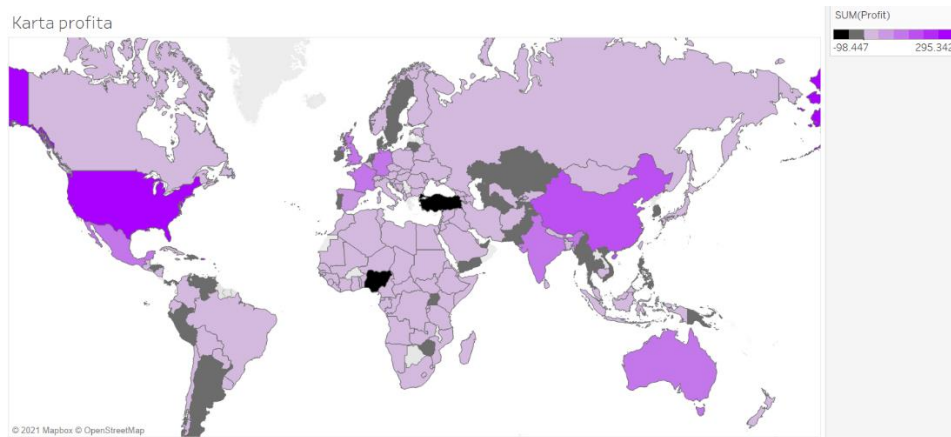 Karta profita
SUM(Profit)
-98.447
295.342
© 2021 Mapbox © OpenStreetMap